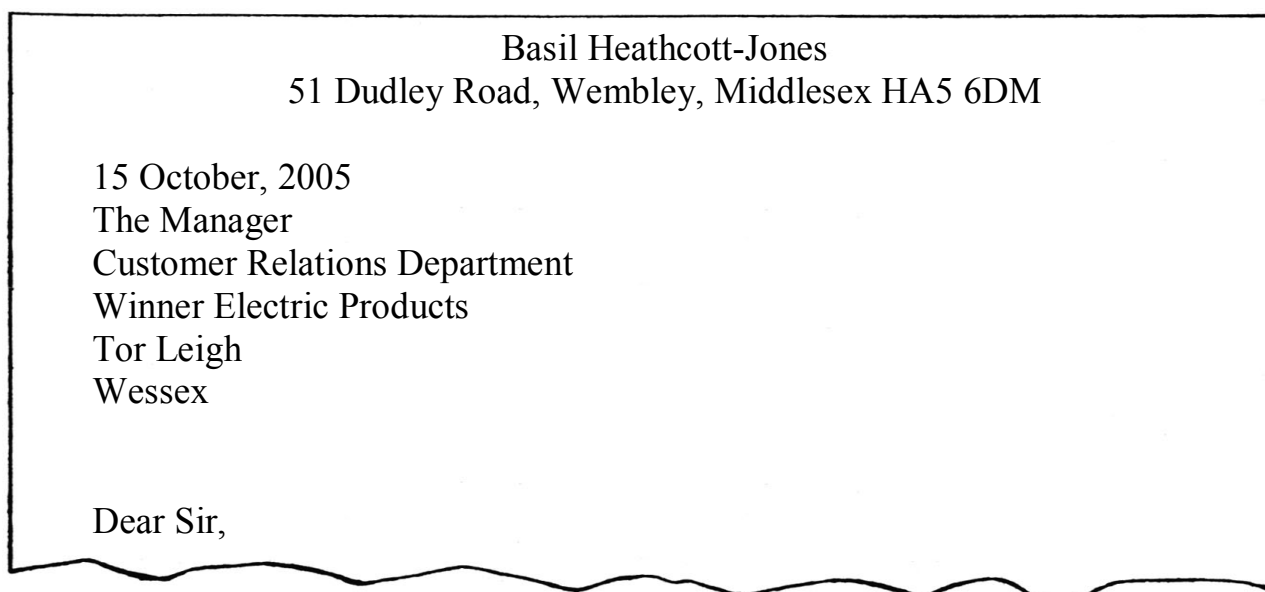 Basil Heathcott-Jones
51 Dudley Road, Wembley, Middlesex HA5 6DM
15 October, 2005
The Manager
Customer Relations Department
Winner Electric Products
Tor Leigh
Wessex
Dear Sir,